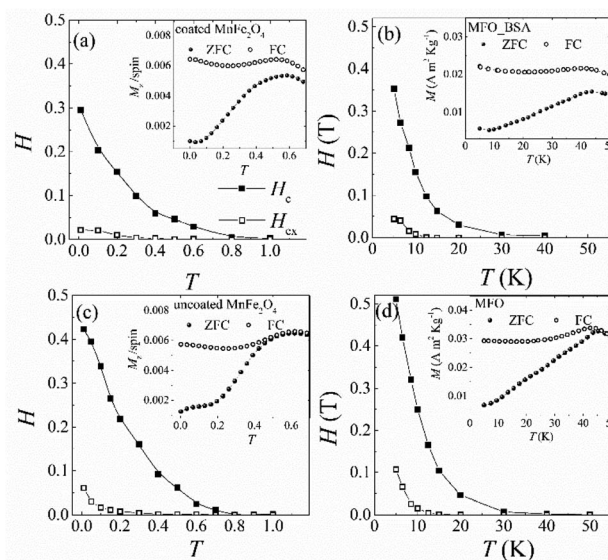 (a) coated MnFe₂O₄
ZFC FC
M_z/spin
0.006
0.004
0.002
0.0 0.2 0.4 0.6
T
H
0.5
0.4
0.3
0.2
0.1
0.0
H_c
H_ex
0.0 0.2 0.4 0.6 0.8 1.0
T
(b) MFO_BSA
ZFC FC
M (A m² Kg⁻¹)
0.03
0.02
0.01
0 10 20 30 40 50
T (K)
H (T)
0.5
0.4
0.3
0.2
0.1
0.0
0 10 20 30 40 50
T (K)
(c) uncoated MnFe₂O₄
ZFC FC
M_z/spin
0.008
0.006
0.004
0.002
0.0 0.2 0.4 0.6
T
H
0.5
0.4
0.3
0.2
0.1
0.0
0.0 0.2 0.4 0.6 0.8 1.0
T
(d) MFO
ZFC FC
M (A m² Kg⁻¹)
0.04
0.03
0.02
0.01
0 10 20 30 40 50
T (K)
H (T)
0.5
0.4
0.3
0.2
0.1
0.0
0 10 20 30 40 50
T (K)